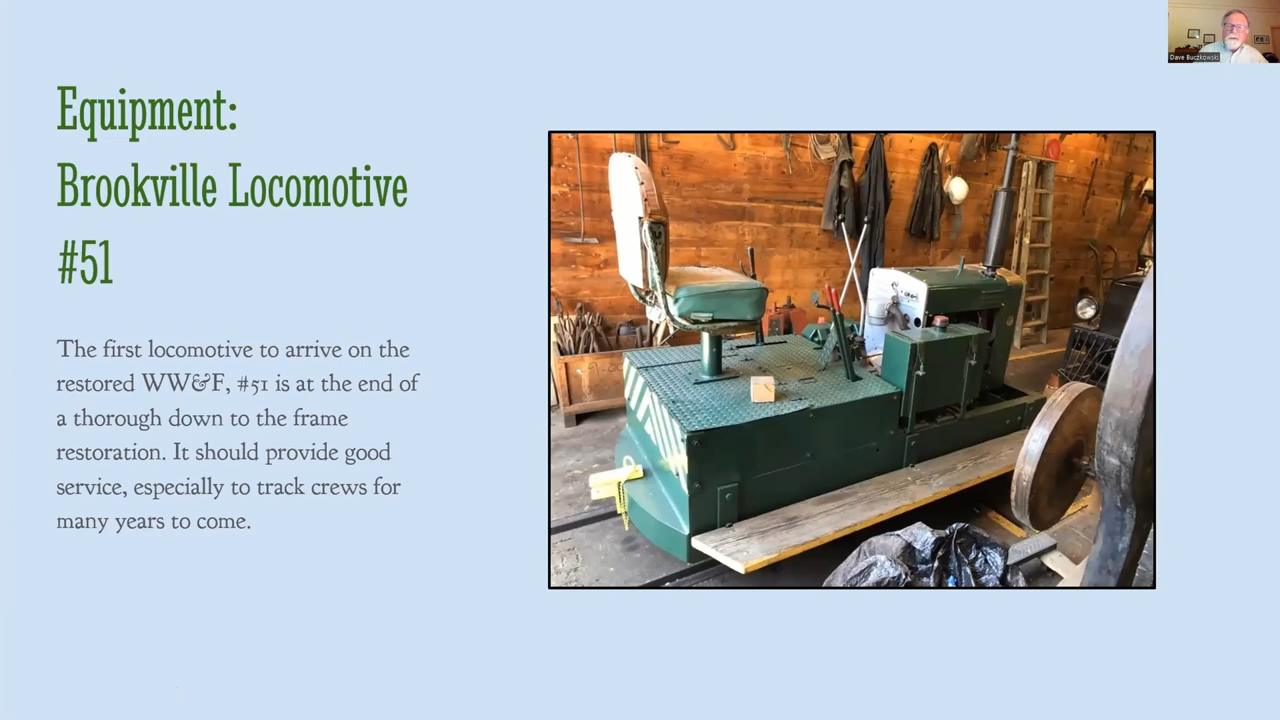 Equipment:
Brookville Locomotive
#51
The first locomotive to arrive on the
restored WW&F, #51 is at the end of
a thorough down to the frame
restoration. It should provide good
service, especially to track crews for
many years to come.
Dave Buczkowski